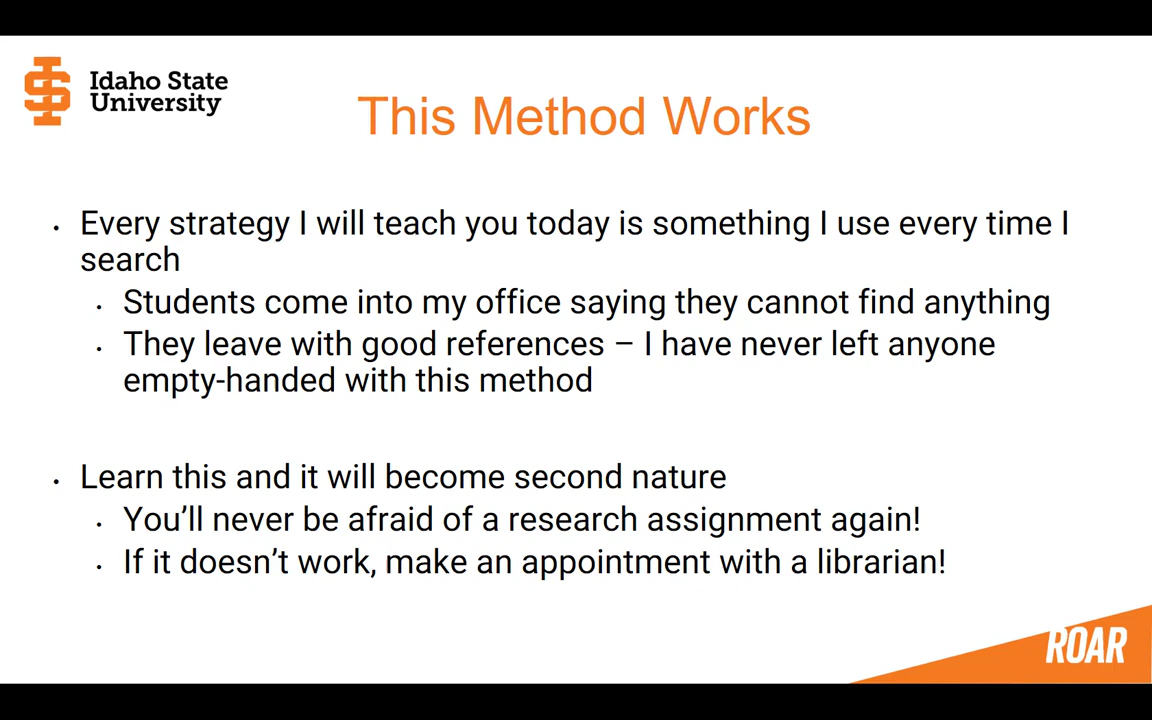 Idaho State
University
This Method Works
• Every strategy I will teach you today is something I use every time I
search
• Students come into my office saying they cannot find anything
• They leave with good references – I have never left anyone
empty-handed with this method
• Learn this and it will become second nature
• You’ll never be afraid of a research assignment again!
• If it doesn’t work, make an appointment with a librarian!
ROAR